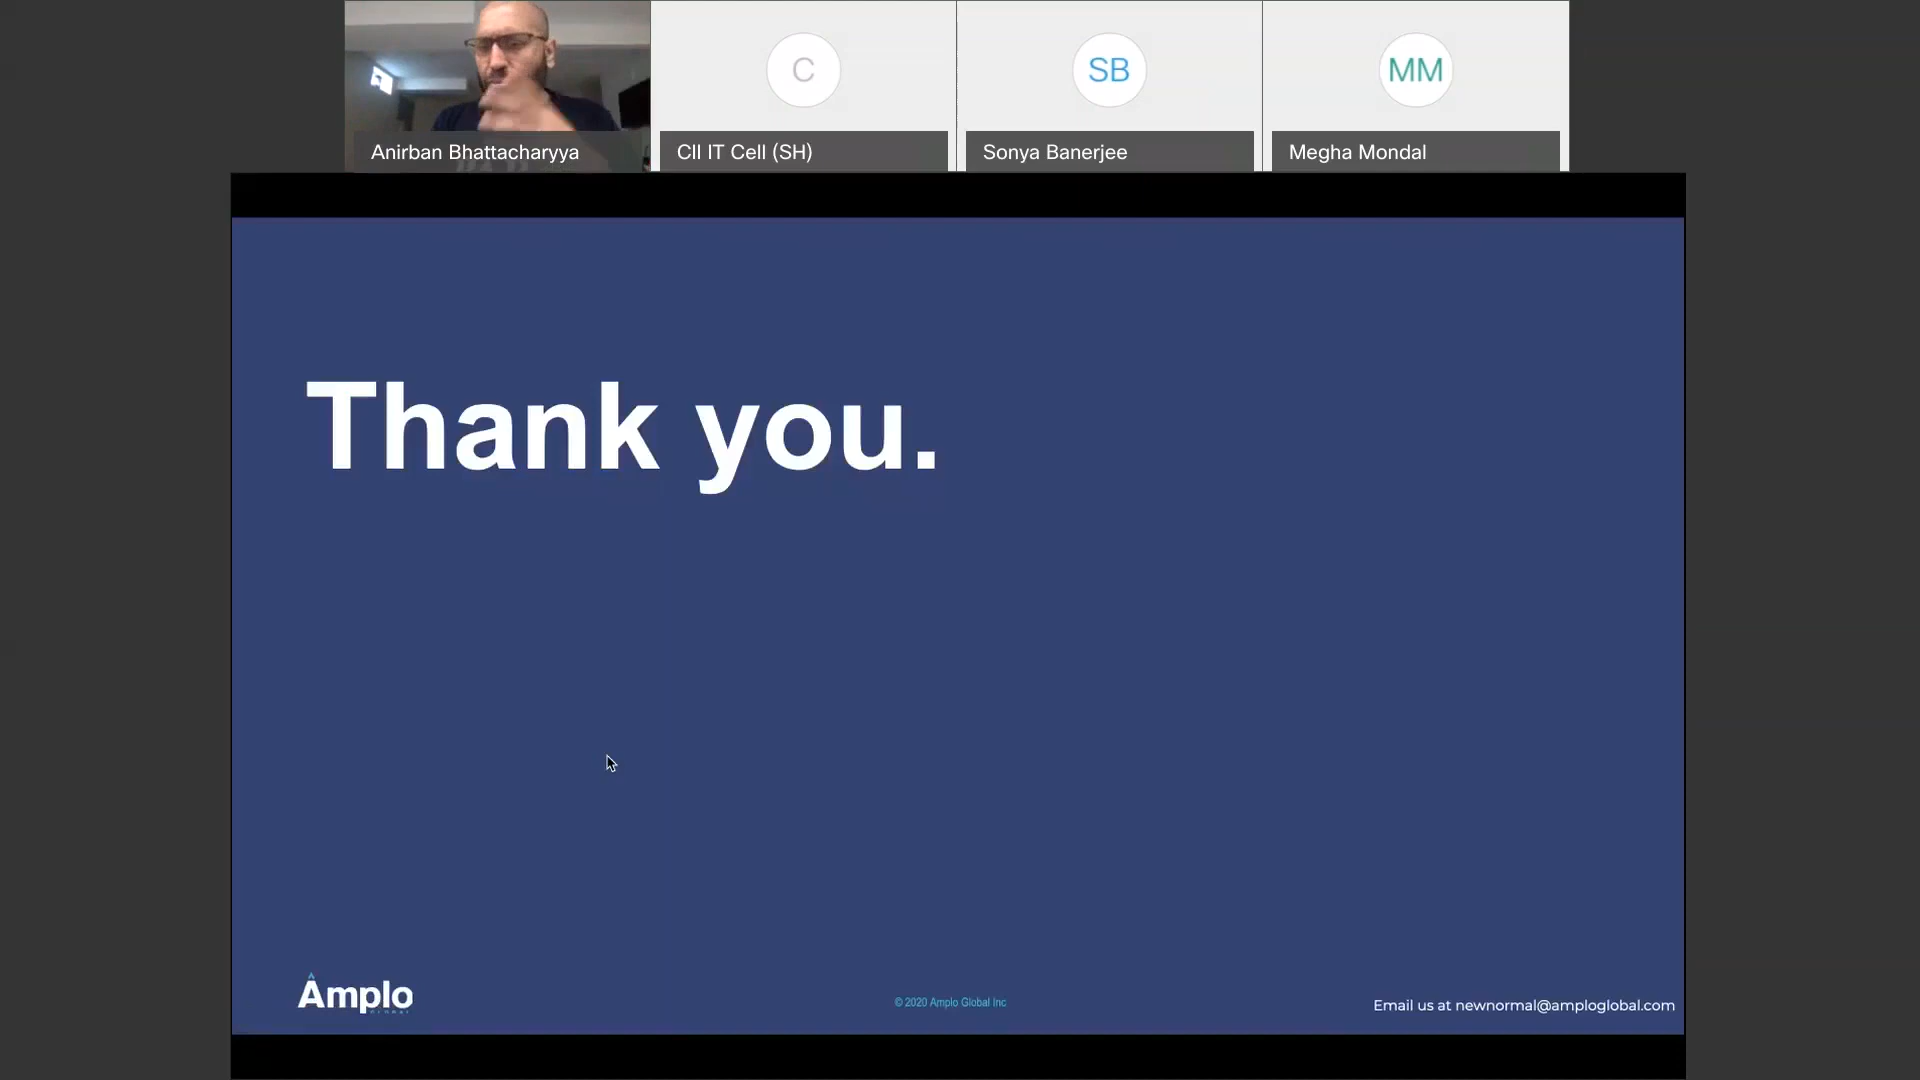 C
SB
MM
Anirban Bhattacharyya
CII IT Cell (SH)
Sonya Banerjee
Megha Mondal
Thank you.
Amplo
GLOBAL
© 2020 Amplo Global Inc
Email us at newnormal@amploglobal.com